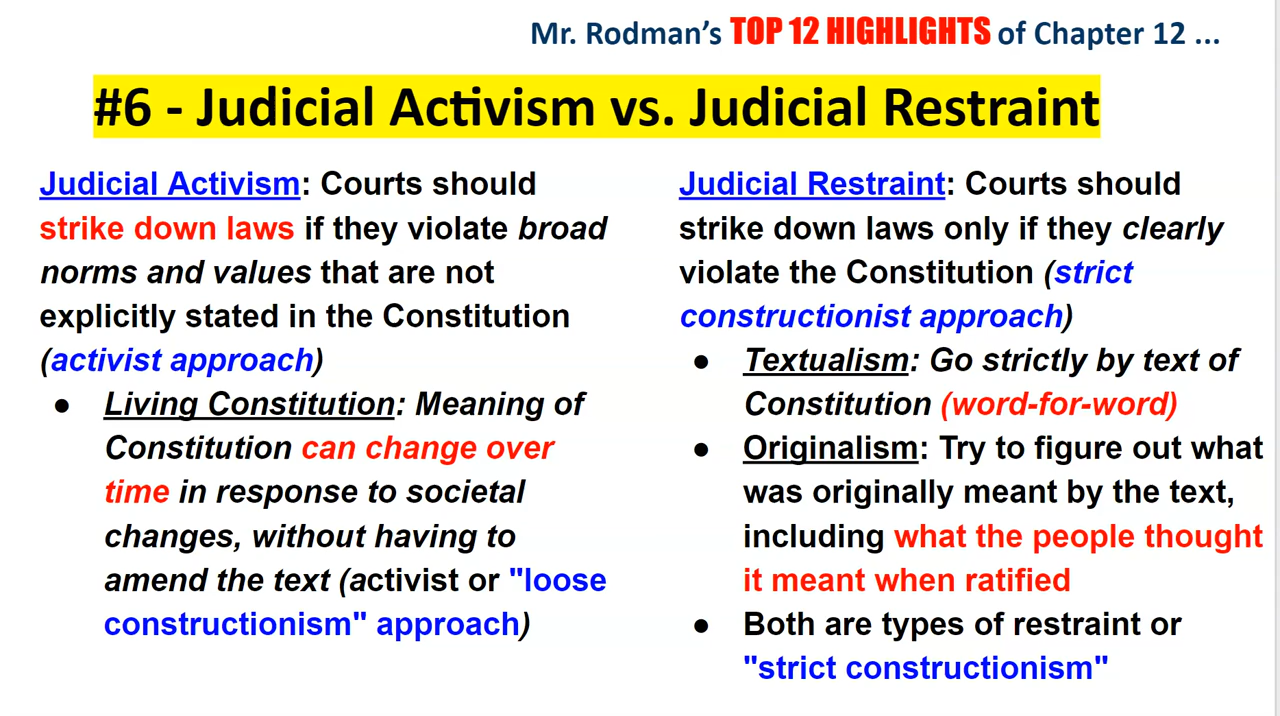 Mr. Rodman's TOP 12 HIGHLIGHTS of Chapter 12 ...
#6 - Judicial Activism vs. Judicial Restraint
Judicial Activism: Courts should
strike down laws if they violate broad
norms and values that are not
explicitly stated in the Constitution
(activist approach)
● Living Constitution: Meaning of
Constitution can change over
time in response to societal
changes, without having to
amend the text (activist or "loose
constructionism" approach)
Judicial Restraint: Courts should
strike down laws only if they clearly
violate the Constitution (strict
constructionist approach)
● Textualism: Go strictly by text of
Constitution (word-for-word)
● Originalism: Try to figure out what
was originally meant by the text,
including what the people thought
it meant when ratified
● Both are types of restraint or
"strict constructionism"